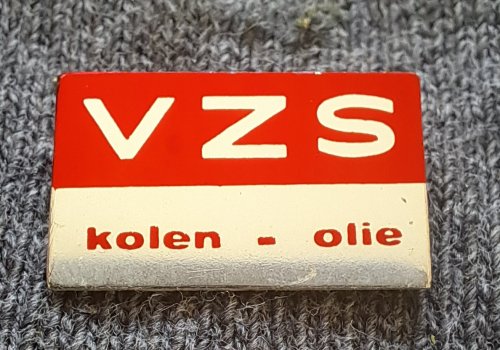 VZS
kolen - olie